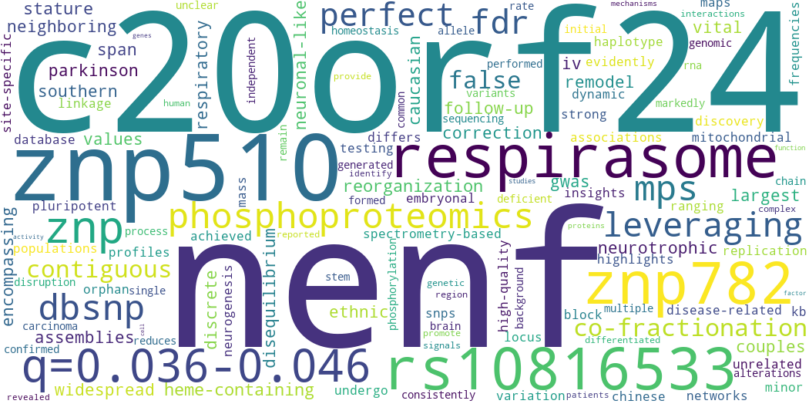 c20orf24
nenf
znp510
respirasome
znp782
rs10816533
q=0.036-0.046
phosphoproteomics
leveraging
perfect
fdr
false
mps
znp
dbsnp
contiguous
co-fractionation
stature
neighboring
span
parkinson
southern
linkage
unclear
site-specific
respiratory
independent
neuronal-like
homeostasis
allele
rate
mechanisms
maps
interactions
vital
genomic
frequencies
initial
haplotype
iv
evidently
remodel
rna
dynamic
markedly
caucasian
performed
variants
follow-up
sequencing
common
correction
strong
discovery
associations
mitochondrial
function
genes
human
provide
database
values
remain
differs
testing
generated
identify
reorganization
formed
embryonal
studies
gwas
insights
deficient
chain
largest
ranging
complex
pluripotent
mass
process
profiles
achieved
reported
spectrometry-based
neurotrophic
proteins
highlights
replication
encompassing
activity
populations
disruption
orphan
single
carcinoma
assemblies
cell
reduces
confirmed
revealed
widespread
heme-containing
discrete
neurogenesis
disequilibrium
stem
ethnic
phosphorylation
genetic
region
snps
brain
promote
signals
high-quality
background
locus
block
multiple
disease-related
kb
factor
couples
differentiated
unrelated
alterations
minor
undergo
consistently
variation
patients
chinese
networks